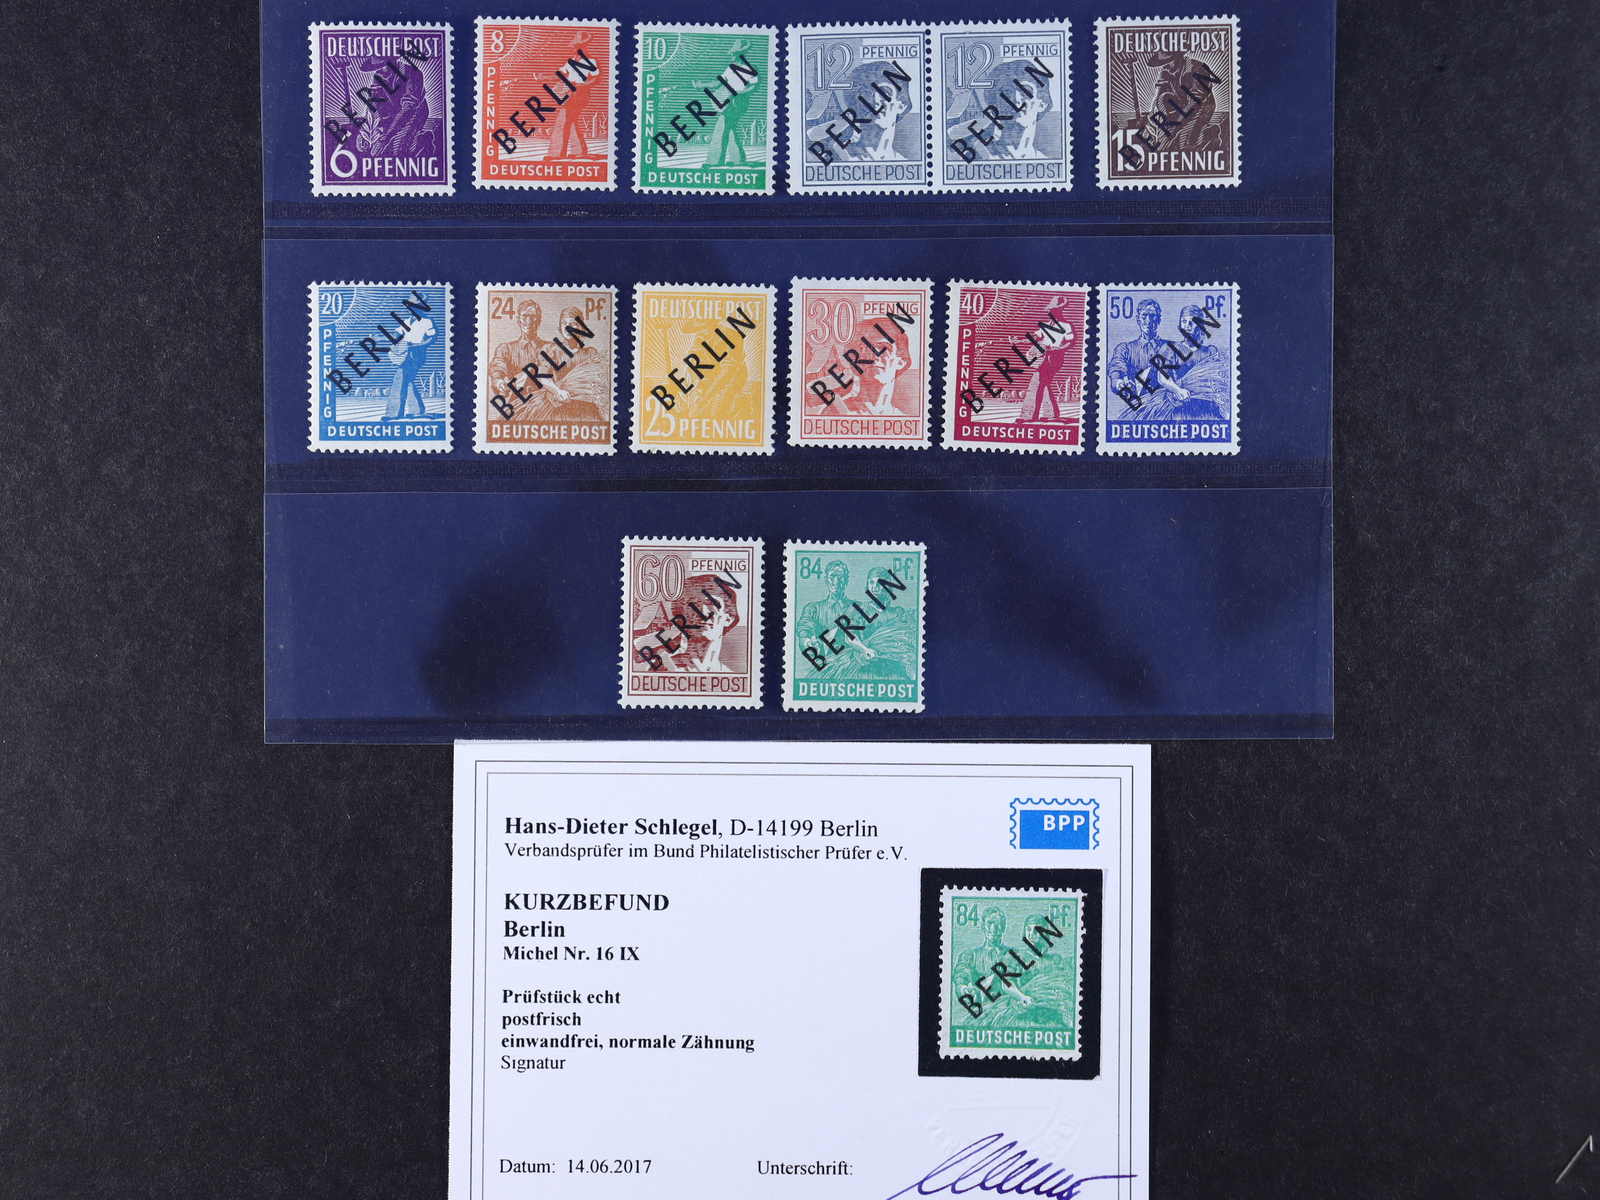 DEUTSCHE POST
BERLIN
6 PFENNIG
8
PFENNIG
BERLIN
DEUTSCHE POST
10
PFENNIG
BERLIN
DEUTSCHE POST
12 PFENNIG
BERLIN
DEUTSCHE POST
12 PFENNIG
BERLIN
DEUTSCHE POST
DEUTSCHE POST
BERLIN
15 PFENNIG
20
PFENNIG
BERLIN
DEUTSCHE POST
24 Pf.
BERLIN
DEUTSCHE POST
DEUTSCHE POST
BERLIN
25 PFENNIG
30 PFENNIG
BERLIN
DEUTSCHE POST
40
PFENNIG
BERLIN
DEUTSCHE POST
50 Pf.
BERLIN
DEUTSCHE POST
60 PFENNIG
BERLIN
DEUTSCHE POST
84 Pf.
BERLIN
DEUTSCHE POST
Hans-Dieter Schlegel, D-14199 Berlin
Verbandsprüfer im Bund Philatelistischer Prüfer e.V.
BPP
KURZBEFUND
Berlin
Michel Nr. 16 IX
Prüfstück echt
postfrisch
einwandfrei, normale Zähnung
Signatur
84 Pf.
BERLIN
DEUTSCHE POST
Datum: 14.06.2017 Unterschrift: